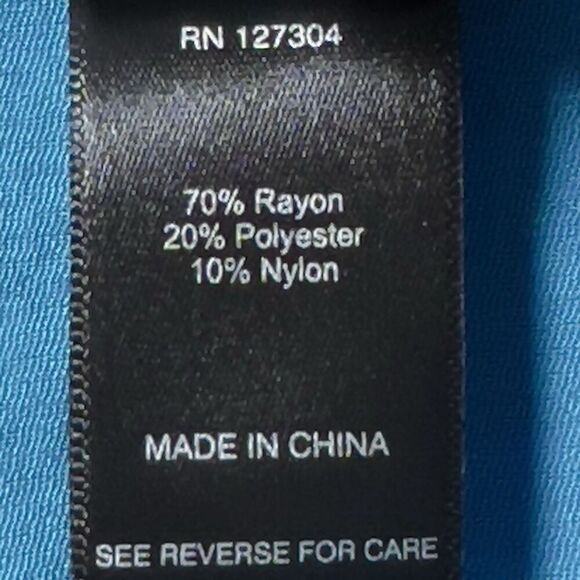 RN 127304
70% Rayon
20% Polyester
10% Nylon
MADE IN CHINA
SEE REVERSE FOR CARE